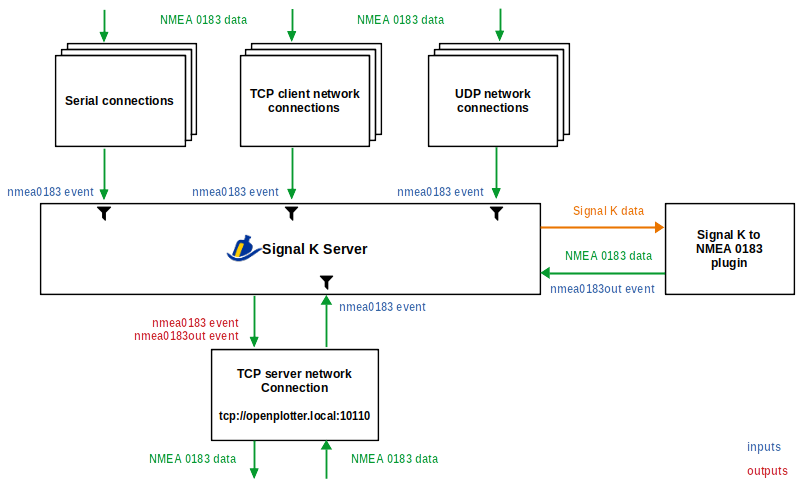 NMEA 0183 data
NMEA 0183 data
Serial connections
TCP client network
connections
UDP network
connections
nmea0183 event
nmea0183 event
nmea0183 event
Signal K Server
Signal K data
NMEA 0183 data
nmea0183out event
Signal K to
NMEA 0183
plugin
nmea0183 event
nmea0183 event
nmea0183out event
TCP server network
Connection
tcp://openplotter.local:10110
NMEA 0183 data
NMEA 0183 data
inputs
outputs